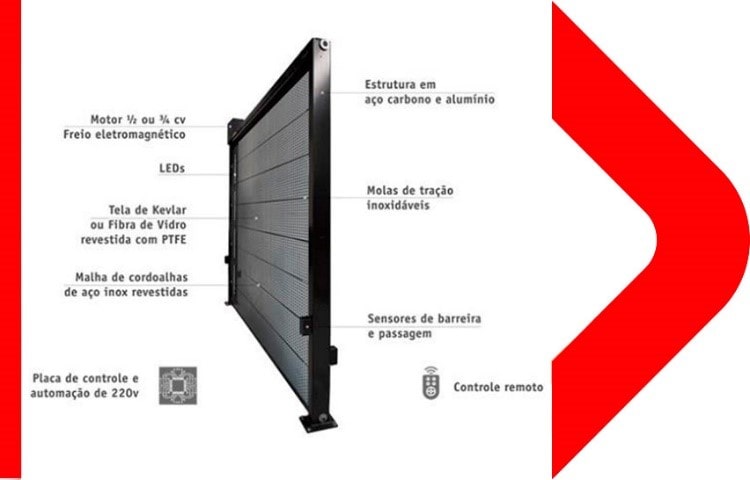 Motor ½ ou ¾ cv
Freio eletromagnético
LEDs
Tela de Kevlar
ou Fibra de Vidro
revestida com PTFE
Malha de cordoalhas
de aço inox revestidas
Placa de controle e
automação de 220v
Estrutura em
aço carbono e alumínio
Molas de tração
inoxidáveis
Sensores de barreira
e passagem
Controle remoto